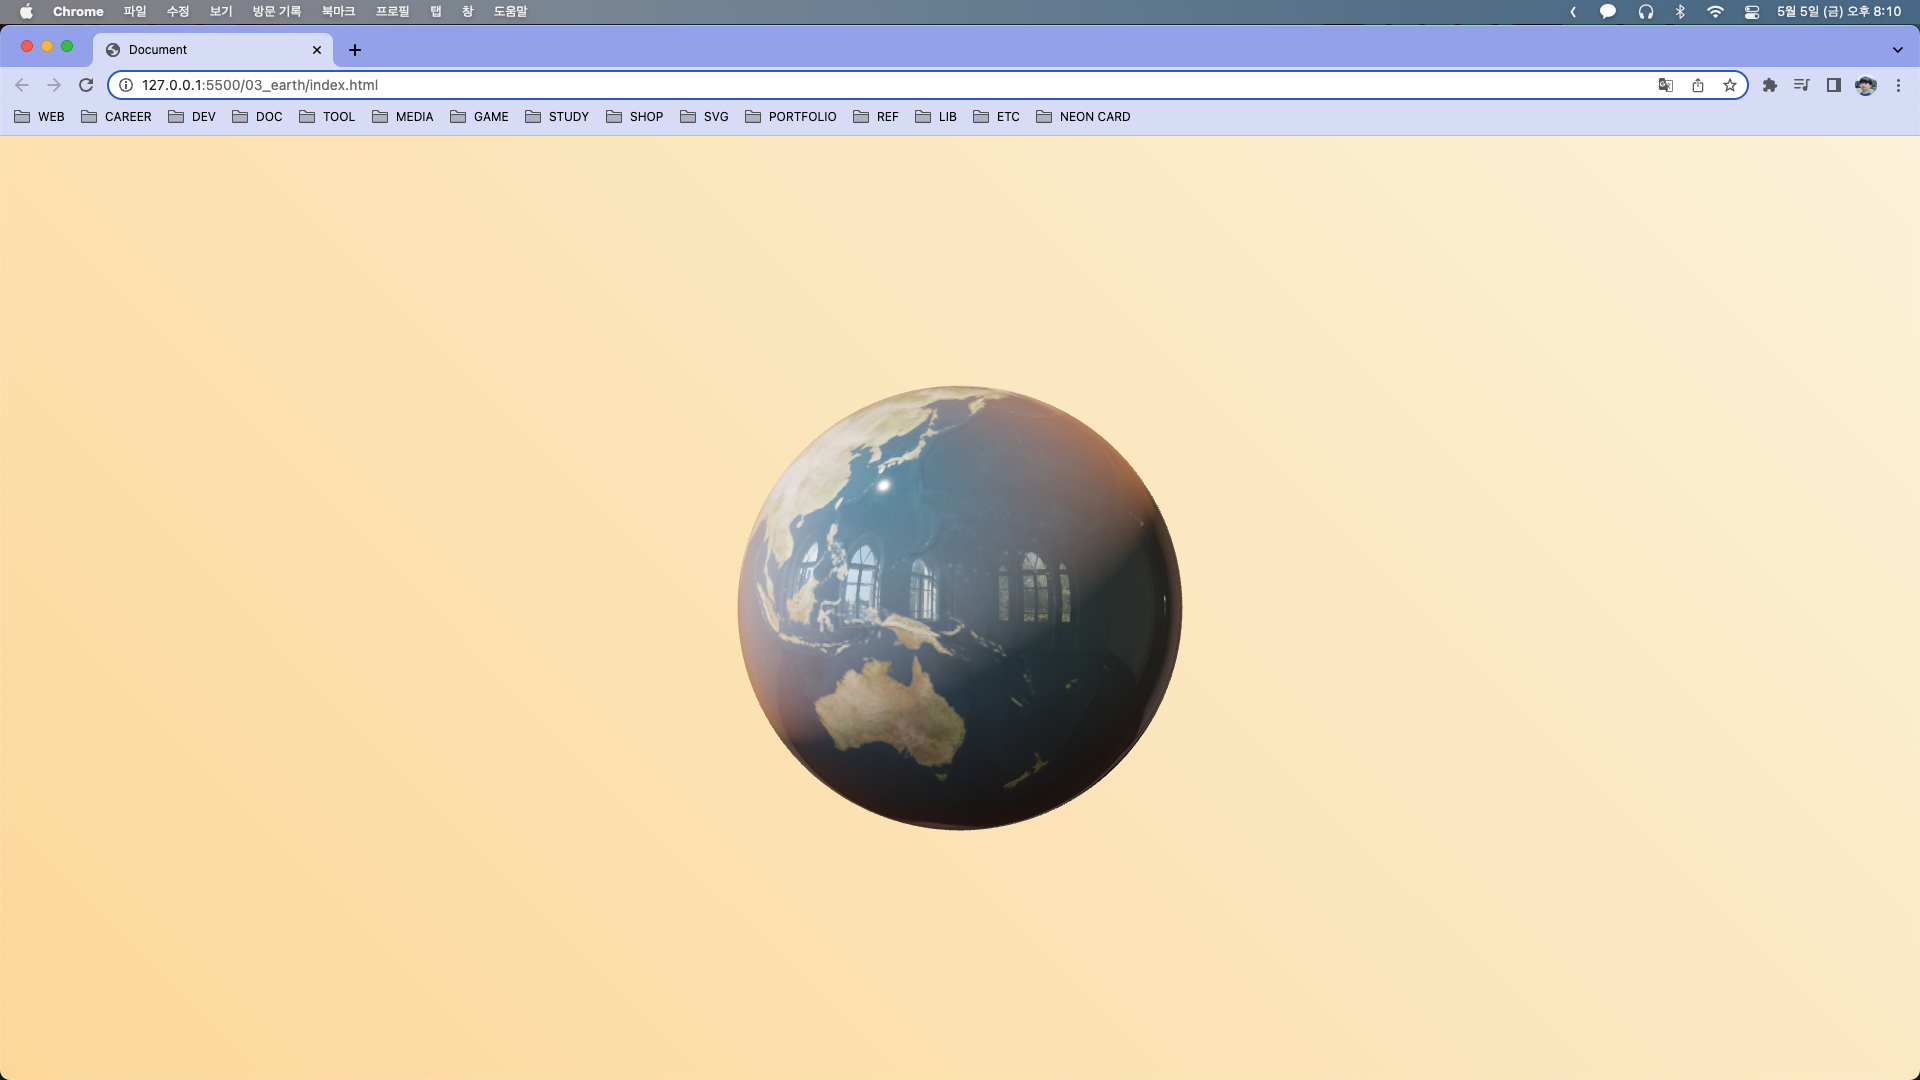 Chrome 파일 수정 보기 방문 기록 북마크 프로필 탭 창 도움말 5월 5일 (금) 오후 8:10
Document
127.0.0.1:5500/03_earth/index.html
WEB CAREER DEV DOC TOOL MEDIA GAME STUDY SHOP SVG PORTFOLIO REF LIB ETC NEON CARD